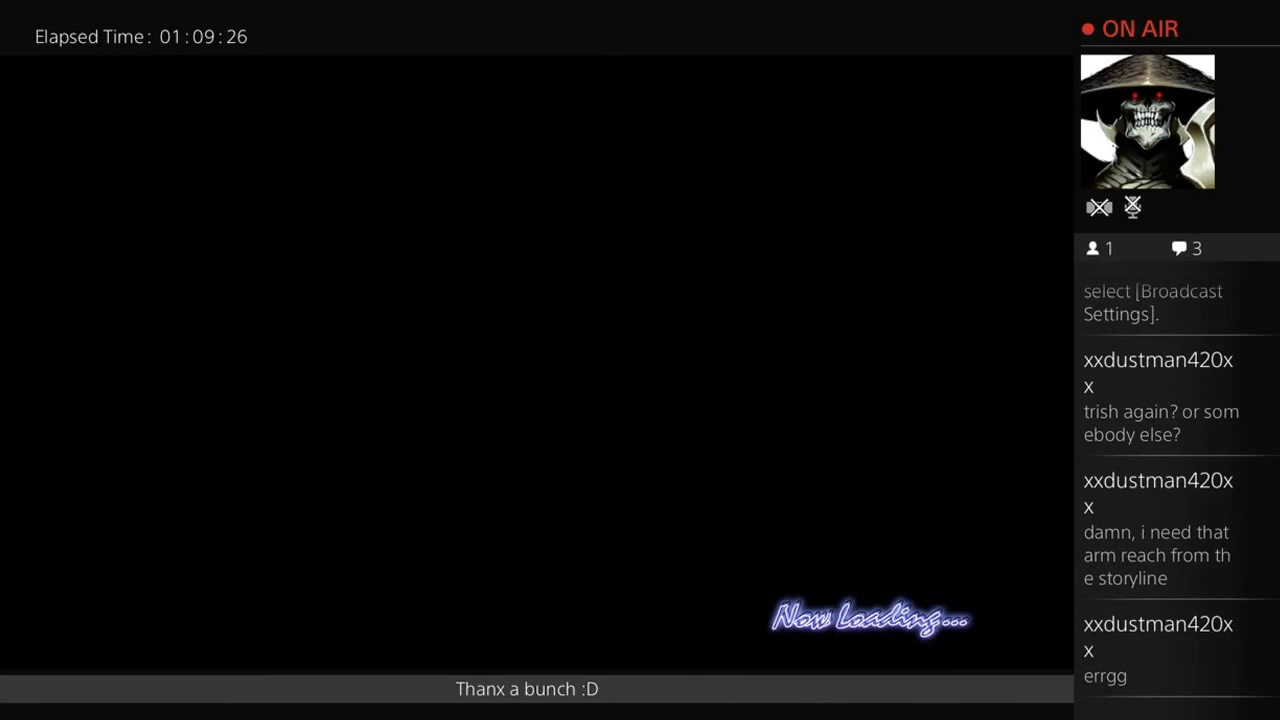 Elapsed Time: 01:09:26
ON AIR
1
3
select [Broadcast
Settings].
xxdustman420x
x
trish again? or som
ebody else?
xxdustman420x
x
damn, i need that
arm reach from th
e storyline
xxdustman420x
x
errgg
Now Loading...
Thanx a bunch :D